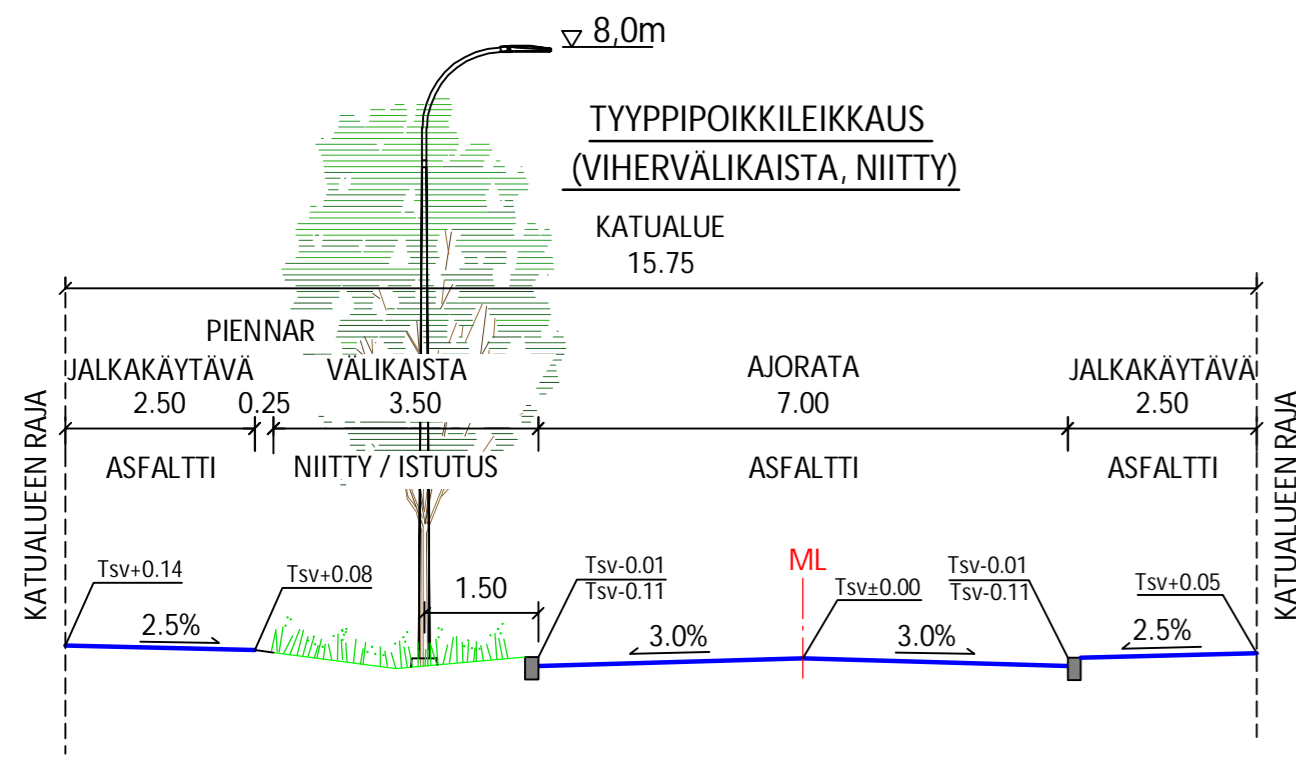 8,0m
TYYPPIPOIKKILEIKKAUS
(VIHERVÄLIKAISTA, NIITTY)
KATUALUE
15.75
PIENNAR
JALKAKÄYTÄVÄ VÄLIKAISTA AJORATA JALKAKÄYTÄVÄ
2.50 0.25 3.50 7.00 2.50
KATUALUEEN RAJA
ASFALTTI NIITTY / ISTUTUS ASFALTTI ASFALTTI
KATUALUEEN RAJA
Tsv+0.14 Tsv+0.08 1.50 Tsv-0.01 ML Tsv±0.00 Tsv-0.01 Tsv+0.05
Tsv-0.11 Tsv-0.11
2.5% 3.0% 3.0% 2.5%